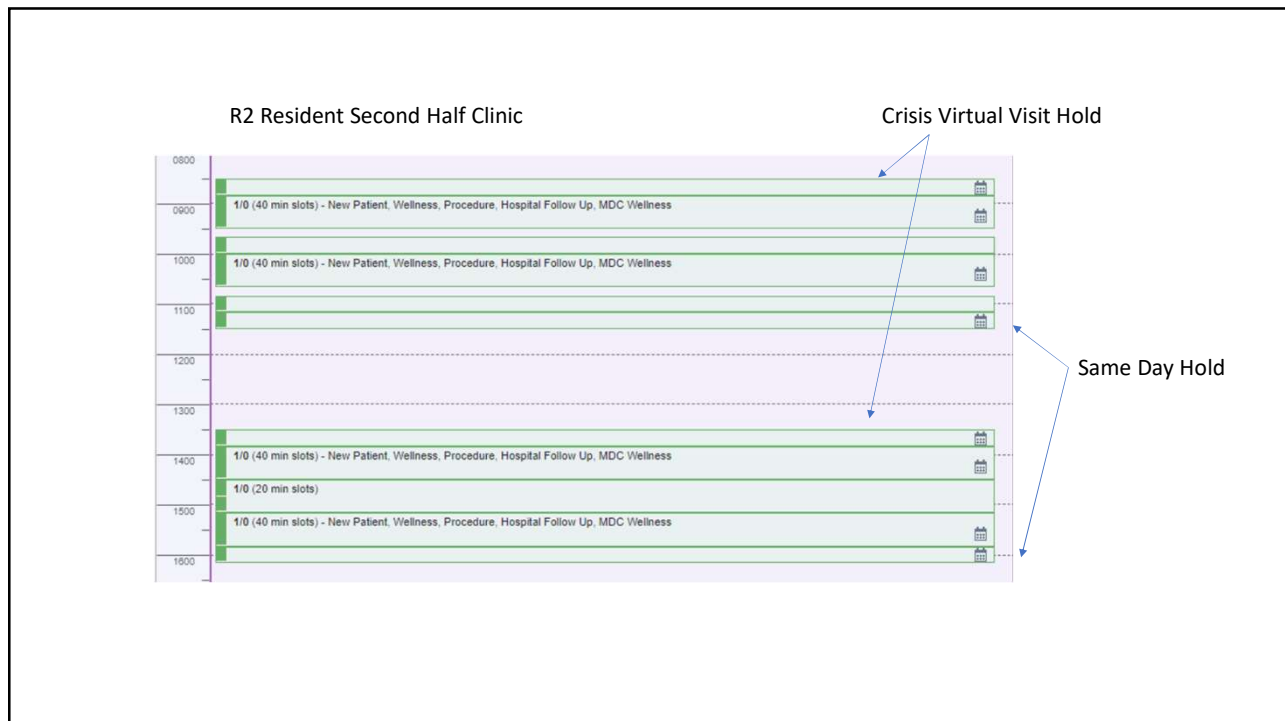 R2 Resident Second Half Clinic
Crisis Virtual Visit Hold
0800
0900
1/0 (40 min slots) - New Patient, Wellness, Procedure, Hospital Follow Up, MDC Wellness
1000
1/0 (40 min slots) - New Patient, Wellness, Procedure, Hospital Follow Up, MDC Wellness
1100
1200
Same Day Hold
1300
1400
1/0 (40 min slots) - New Patient, Wellness, Procedure, Hospital Follow Up, MDC Wellness
1/0 (20 min slots)
1500
1/0 (40 min slots) - New Patient, Wellness, Procedure, Hospital Follow Up, MDC Wellness
1600